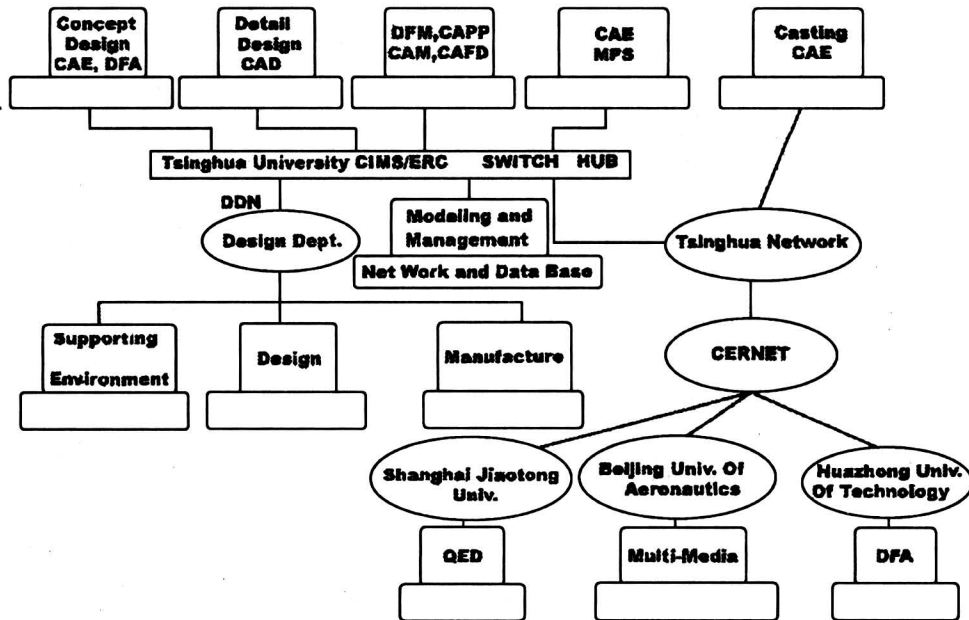 Concept
Design
CAE, DFA
Detail
Design
CAD
DFM,CAPP
CAM,CAFD
CAE
MPS
Casting
CAE
Tsinghua University CIMS/ERC SWITCH HUB
DDN
Design Dept.
Modeling and
Management
Net Work and Data Base
Tsinghua Network
Supporting
Environment
Design
Manufacture
CERNET
Shanghai Jiaotong
Univ.
Beijing Univ. Of
Aeronautics
Huazhong Univ.
Of Technology
QED
Multi-Media
DFA